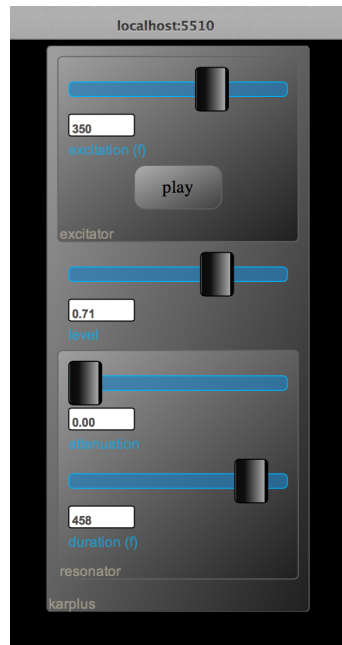 localhost:5510
350
excitation (f)
play
excitator
0.71
level
0.00
attenuation
458
duration (f)
resonator
karplus